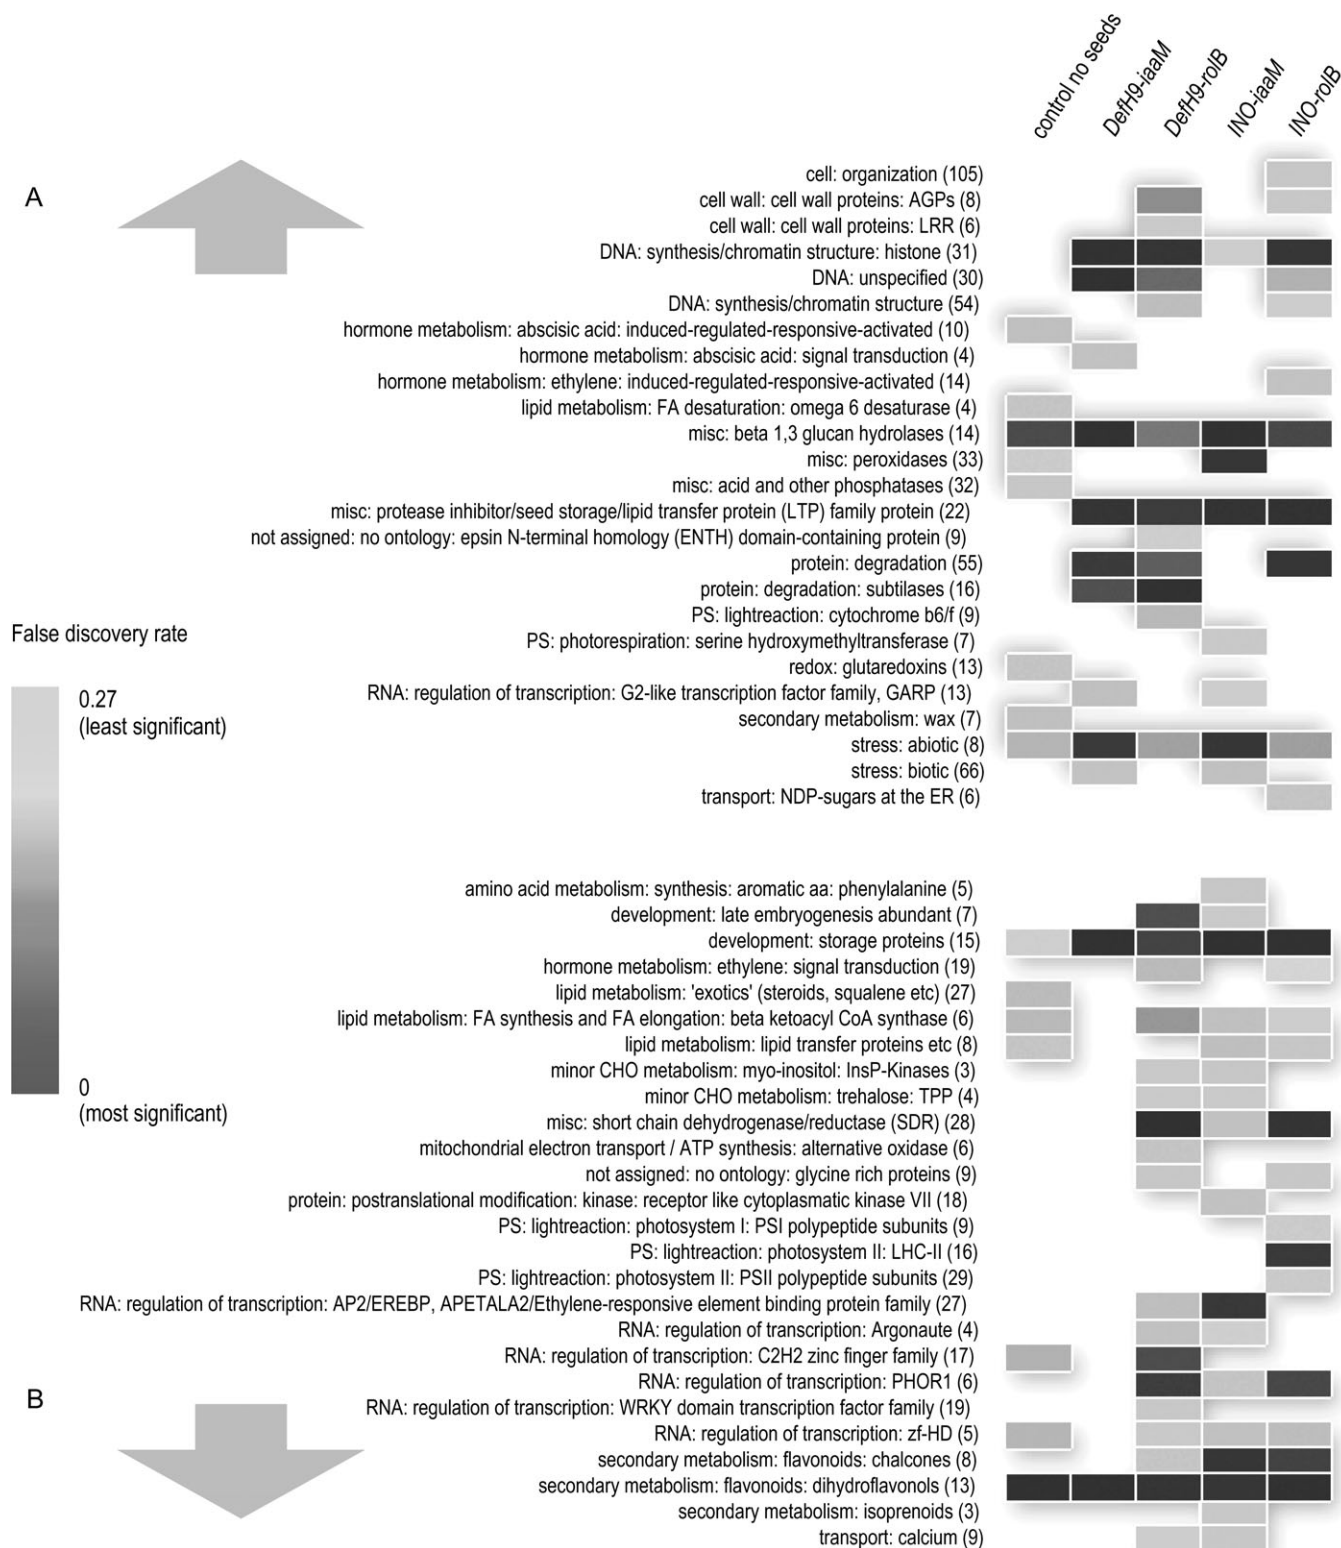 control no seeds
DefH9-iaaM
DefH9-rolB
INO-iaaM
INO-rolB
A
cell: organization (105)
cell wall: cell wall proteins: AGPs (8)
cell wall: cell wall proteins: LRR (6)
DNA: synthesis/chromatin structure: histone (31)
DNA: unspecified (30)
DNA: synthesis/chromatin structure (54)
hormone metabolism: abscisic acid: induced-regulated-responsive-activated (10)
hormone metabolism: abscisic acid: signal transduction (4)
hormone metabolism: ethylene: induced-regulated-responsive-activated (14)
lipid metabolism: FA desaturation: omega 6 desaturase (4)
misc: beta 1,3 glucan hydrolases (14)
misc: peroxidases (33)
misc: acid and other phosphatases (32)
misc: protease inhibitor/seed storage/lipid transfer protein (LTP) family protein (22)
not assigned: no ontology: epsin N-terminal homology (ENTH) domain-containing protein (9)
protein: degradation (55)
protein: degradation: subtilases (16)
PS: lightreaction: cytochrome b6/f (9)
PS: photorespiration: serine hydroxymethyltransferase (7)
redox: glutaredoxins (13)
RNA: regulation of transcription: G2-like transcription factor family, GARP (13)
secondary metabolism: wax (7)
stress: abiotic (8)
stress: biotic (66)
transport: NDP-sugars at the ER (6)
False discovery rate
0.27
(least significant)
0
(most significant)
amino acid metabolism: synthesis: aromatic aa: phenylalanine (5)
development: late embryogenesis abundant (7)
development: storage proteins (15)
hormone metabolism: ethylene: signal transduction (19)
lipid metabolism: 'exotics' (steroids, squalene etc) (27)
lipid metabolism: FA synthesis and FA elongation: beta ketoacyl CoA synthase (6)
lipid metabolism: lipid transfer proteins etc (8)
minor CHO metabolism: myo-inositol: InsP-Kinases (3)
minor CHO metabolism: trehalose: TPP (4)
misc: short chain dehydrogenase/reductase (SDR) (28)
mitochondrial electron transport / ATP synthesis: alternative oxidase (6)
not assigned: no ontology: glycine rich proteins (9)
protein: postranslational modification: kinase: receptor like cytoplasmatic kinase VII (18)
PS: lightreaction: photosystem I: PSI polypeptide subunits (9)
PS: lightreaction: photosystem II: LHC-II (16)
PS: lightreaction: photosystem II: PSII polypeptide subunits (29)
RNA: regulation of transcription: AP2/EREBP, APETALA2/Ethylene-responsive element binding protein family (27)
RNA: regulation of transcription: Argonaute (4)
RNA: regulation of transcription: C2H2 zinc finger family (17)
RNA: regulation of transcription: PHOR1 (6)
B
RNA: regulation of transcription: WRKY domain transcription factor family (19)
RNA: regulation of transcription: zf-HD (5)
secondary metabolism: flavonoids: chalcones (8)
secondary metabolism: flavonoids: dihydroflavonols (13)
secondary metabolism: isoprenoids (3)
transport: calcium (9)